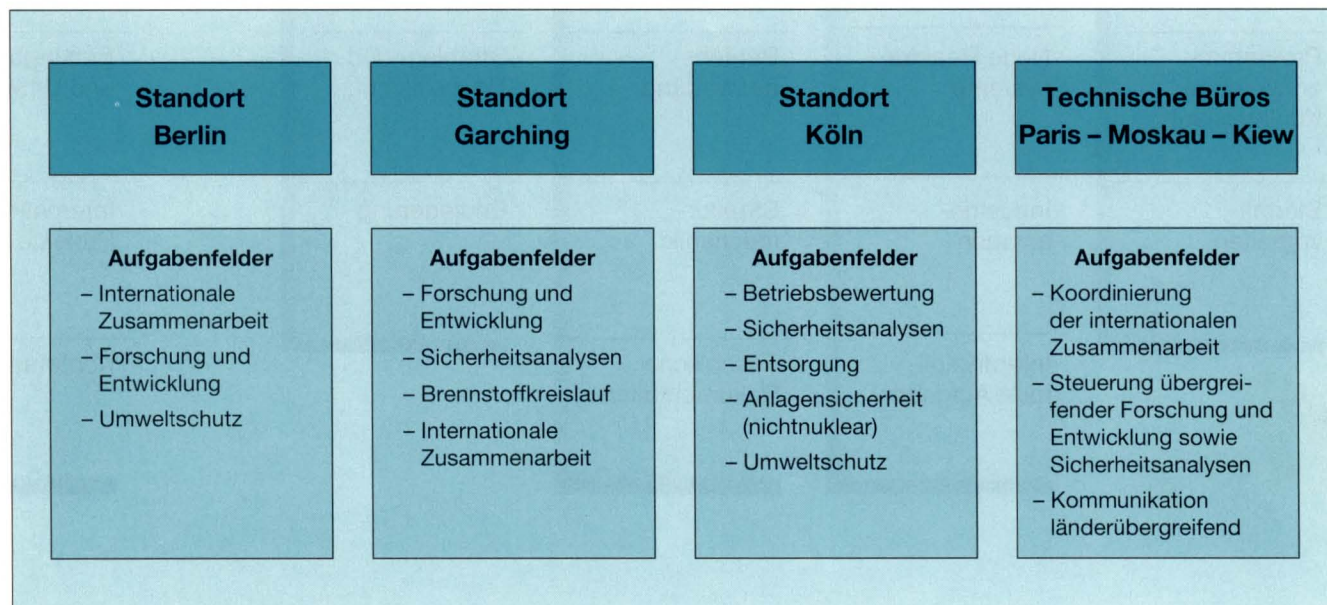 Standort
Berlin
Aufgabenfelder
– Internationale
Zusammenarbeit
– Forschung und
Entwicklung
– Umweltschutz
Standort
Garching
Aufgabenfelder
– Forschung und
Entwicklung
– Sicherheitsanalysen
– Brennstoffkreislauf
– Internationale
Zusammenarbeit
Standort
Köln
Aufgabenfelder
– Betriebsbewertung
– Sicherheitsanalysen
– Entsorgung
– Anlagensicherheit
(nichtnuklear)
– Umweltschutz
Technische Büros
Paris – Moskau – Kiew
Aufgabenfelder
– Koordinierung
der internationalen
Zusammenarbeit
– Steuerung übergrei-
fender Forschung und
Entwicklung sowie
Sicherheitsanalysen
– Kommunikation
länderübergreifend